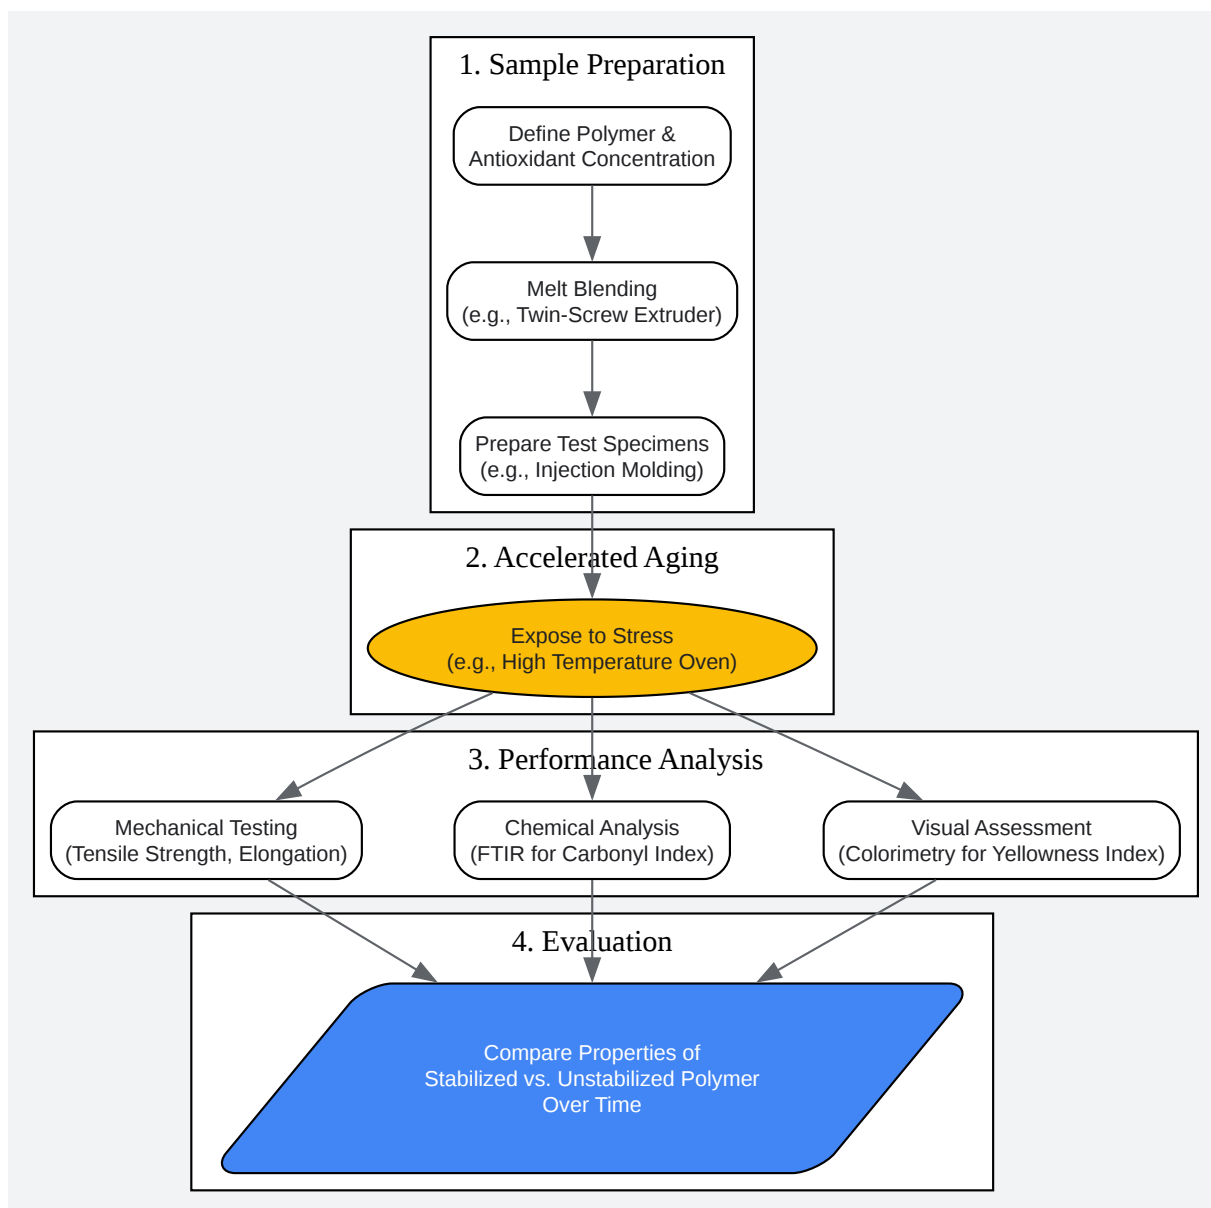 1. Sample Preparation
Define Polymer &
Antioxidant Concentration
Melt Blending
(e.g., Twin-Screw Extruder)
Prepare Test Specimens
(e.g., Injection Molding)
2. Accelerated Aging
Expose to Stress
(e.g., High Temperature Oven)
3. Performance Analysis
Mechanical Testing
(Tensile Strength, Elongation)
Chemical Analysis
(FTIR for Carbonyl Index)
Visual Assessment
(Colorimetry for Yellowness Index)
4. Evaluation
Compare Properties of
Stabilized vs. Unstabilized Polymer
Over Time